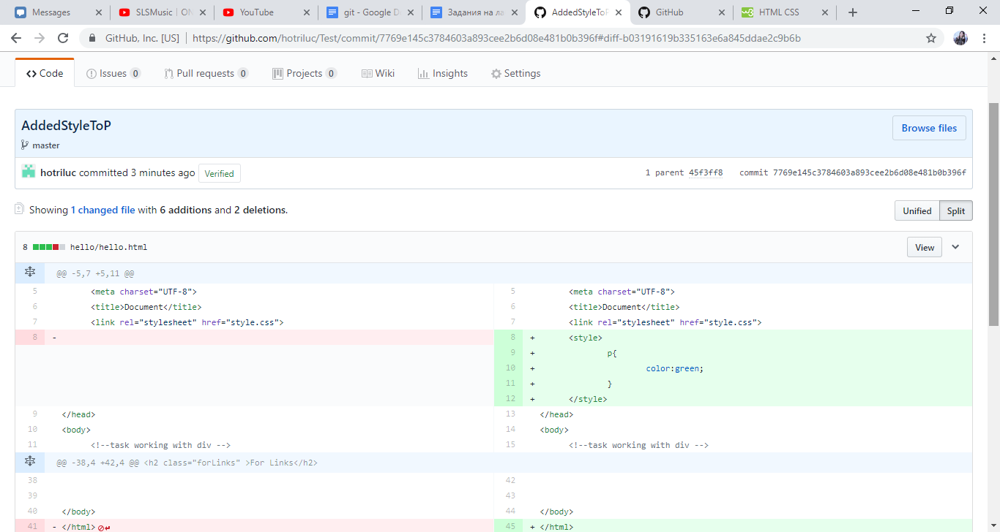 Messages
SLSMusic | ON
YouTube
git - Google D
Задания на ла
AddedStyleToP
GitHub
HTML CSS
GitHub, Inc. [US] | https://github.com/hotriluc/Test/commit/7769e145c3784603a893cee2b6d08e481b0b396f#diff-b03191619b335163e6a845ddae2c9b6b
Code
Issues 0
Pull requests 0
Projects 0
Wiki
Insights
Settings
AddedStyleToP
Browse files
master
hotriluc committed 3 minutes ago Verified
1 parent 45f3ff8 commit 7769e145c3784603a893cee2b6d08e481b0b396f
Showing 1 changed file with 6 additions and 2 deletions.
Unified Split
8 hello/hello.html
View
@@ -5,7 +5,11 @@
5 <meta charset="UTF-8"> 5 <meta charset="UTF-8">
6 <title>Document</title> 6 <title>Document</title>
7 <link rel="stylesheet" href="style.css"> 7 <link rel="stylesheet" href="style.css">
8 - 8 + <style>
9 + p{
10 + color:green;
11 + }
12 + </style>
9 </head> 13 </head>
10 <body> 14 <body>
11 <!--task working with div --> 15 <!--task working with div -->
@@ -38,4 +42,4 @@ <h2 class="forLinks" >For Links</h2>
38 42
39 43
40 </body> 44 </body>
41 - </html> 45 + </html>